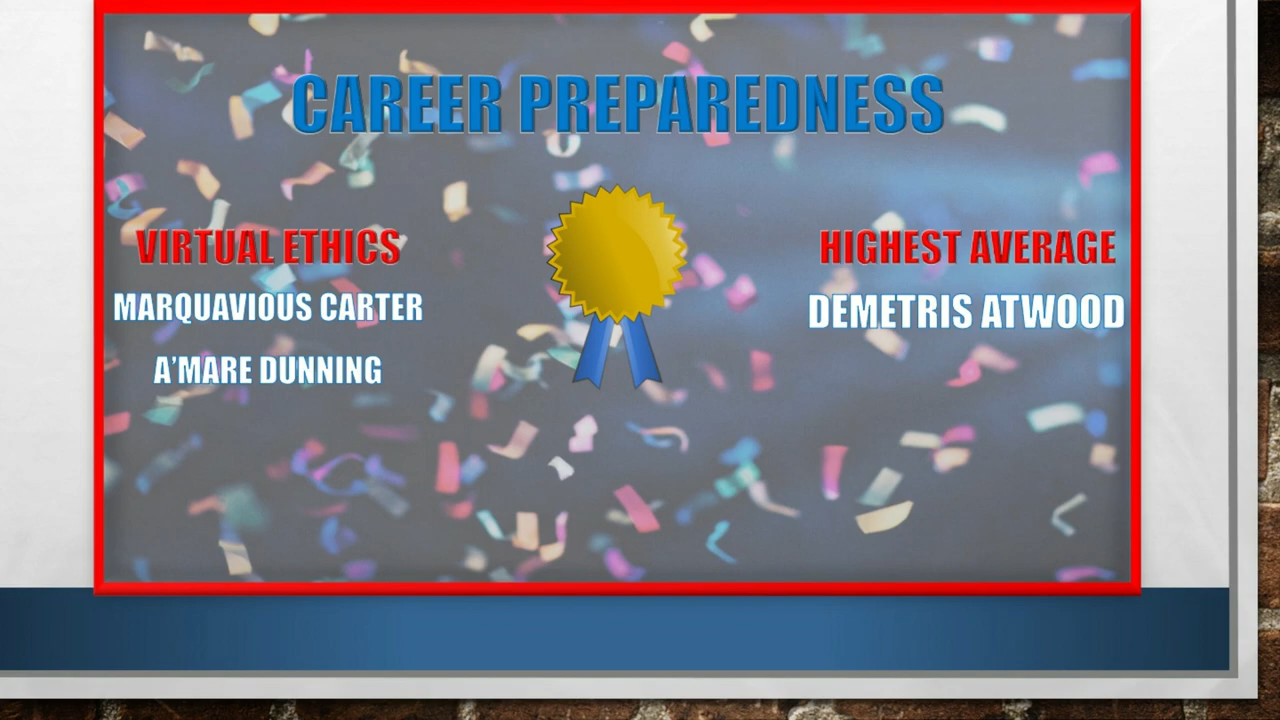 CAREER PREPAREDNESS
VIRTUAL ETHICS
MARQUAVIOUS CARTER
A’MARE DUNNING
HIGHEST AVERAGE
DEMETRIS ATWOOD